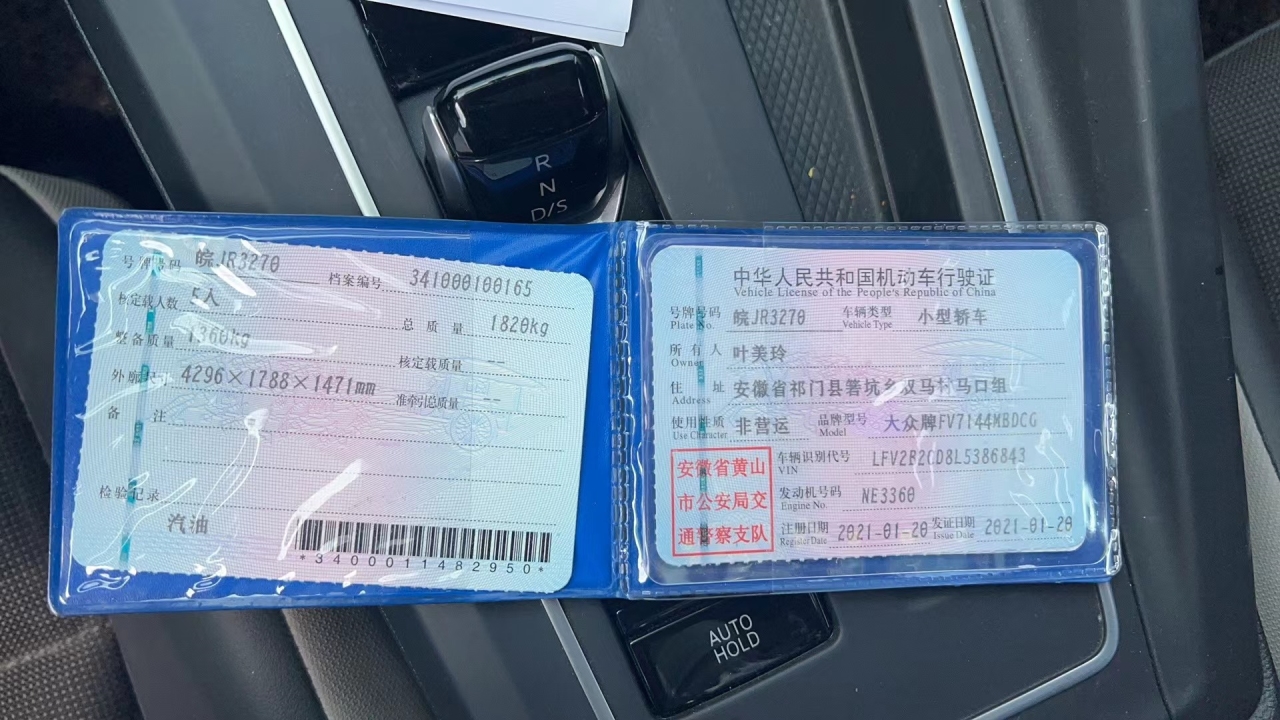 R
N
D/S
号牌号码 皖JR3270 档案编号 341000100165
核定载人数 5人 总质量 1820kg
整备质量 1360kg 核定载质量 --
外廓尺寸 4296×1788×1471mm 准牵引总质量 --
备注
检验记录
汽油
*3400011482950*
中华人民共和国机动车行驶证
Vehicle License of the People's Republic of China
号牌号码 皖JR3270 车辆类型 小型轿车
Plate No. Vehicle Type
所有人 叶美玲
Owner
住址 安徽省祁门县箬坑乡双马村马口组
Address
使用性质 非营运 品牌型号 大众牌FV7144MBDCG
Use Character Model
安徽省黄山
市公安局交
通警察支队
车辆识别代号 LFV2B2CD8L5386843
VIN
发动机号码 NE3360
Engine No.
注册日期 2021-01-20 发证日期 2021-01-20
Register Date Issue Date
AUTO
HOLD